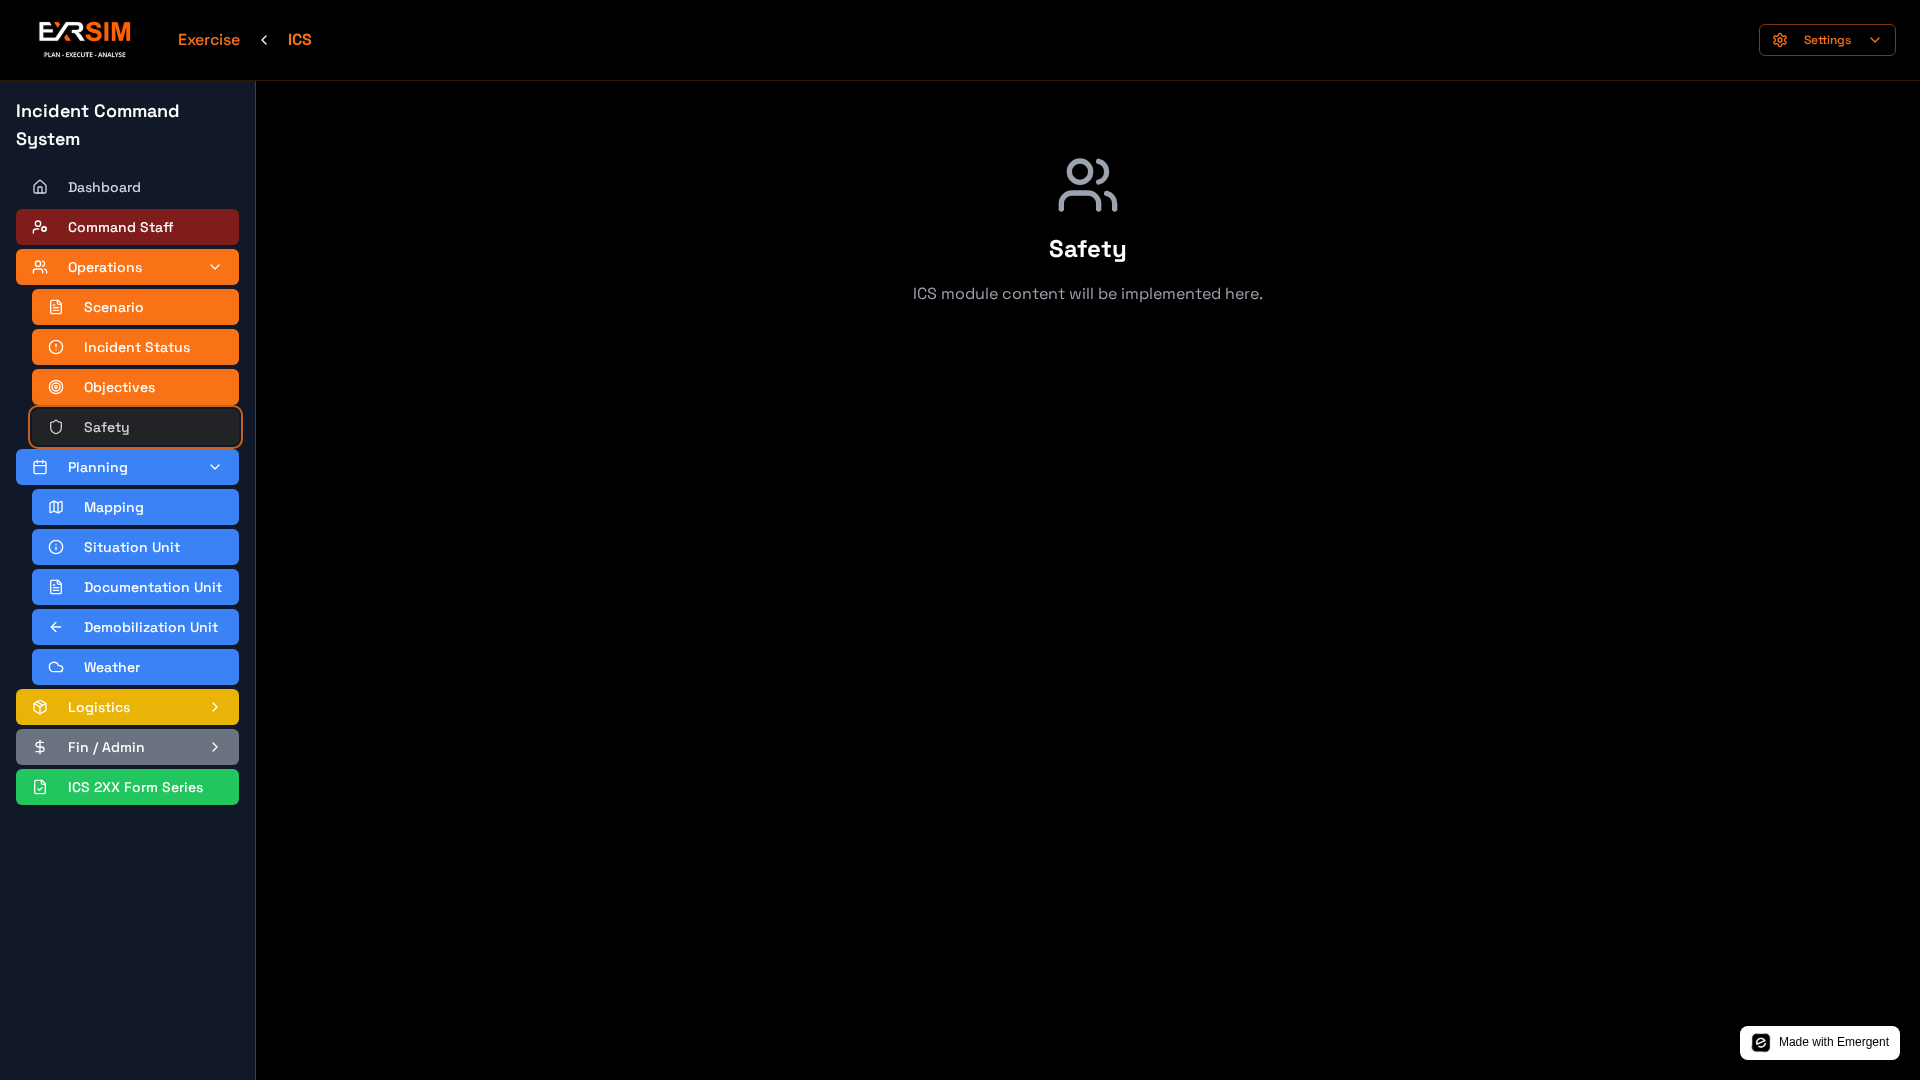 EXRSIM
PLAN - EXECUTE - ANALYSE
Exercise
ICS
Settings
Incident Command
System
Dashboard
Command Staff
Operations
Scenario
Incident Status
Objectives
Safety
Planning
Mapping
Situation Unit
Documentation Unit
Demobilization Unit
Weather
Logistics
Fin / Admin
ICS 2XX Form Series
Safety
ICS module content will be implemented here.
Made with Emergent